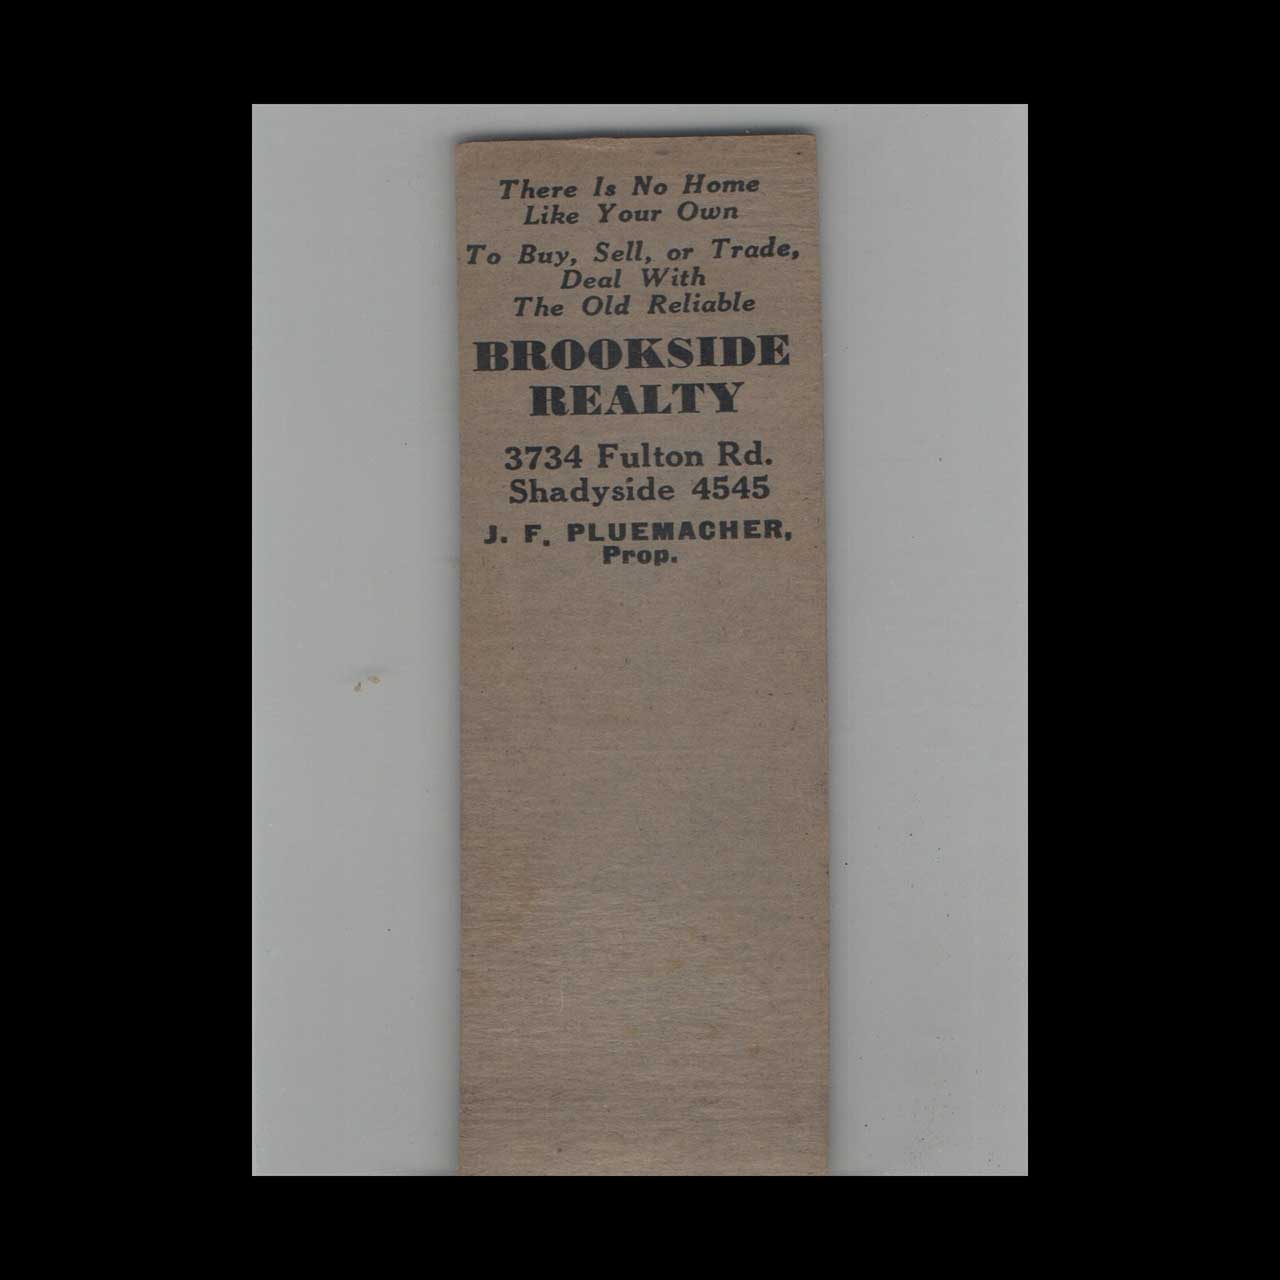 There Is No Home
Like Your Own
To Buy, Sell, or Trade,
Deal With
The Old Reliable
BROOKSIDE
REALTY
3734 Fulton Rd.
Shadyside 4545
J. F. PLUEMACHER,
Prop.